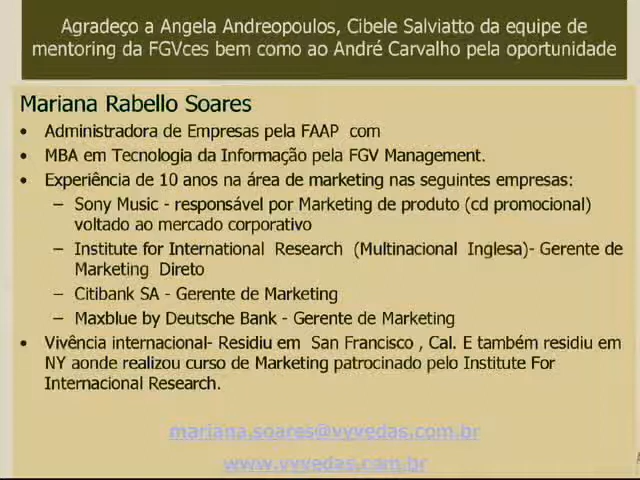 Agradeço a Angela Andreopoulos, Cibele Salviatto da equipe de
mentoring da FGVces bem como ao André Carvalho pela oportunidade
Mariana Rabello Soares
• Administradora de Empresas pela FAAP com
• MBA em Tecnologia da Informação pela FGV Management.
• Experiência de 10 anos na área de marketing nas seguintes empresas:
– Sony Music - responsável por Marketing de produto (cd promocional)
voltado ao mercado corporativo
– Institute for International Research (Multinacional Inglesa)- Gerente de
Marketing Direto
– Citibank SA - Gerente de Marketing
– Maxblue by Deutsche Bank - Gerente de Marketing
• Vivência internacional- Residiu em San Francisco , Cal. E também residiu em
NY aonde realizou curso de Marketing patrocinado pelo Institute For
Internacional Research.
mariana.soares@vyvedas.com.br
www.vyvedas.com.br